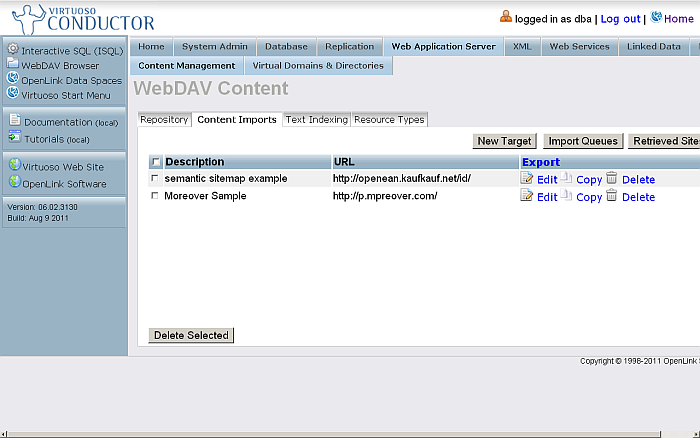 VIRTUOSO
CONDUCTOR
logged in as dba | Log out | Home
Interactive SQL (ISQL)
WebDAV Browser
OpenLink Data Spaces
Virtuoso Start Menu
Documentation (local)
Tutorials (local)
Virtuoso Web Site
OpenLink Software
Version: 06.02.3130
Build: Aug 9 2011
Home System Admin Database Replication Web Application Server XML Web Services Linked Data
Content Management Virtual Domains & Directories
WebDAV Content
Repository Content Imports Text Indexing Resource Types
New Target Import Queues Retrieved Sites
Description URL Export
semantic sitemap example http://openean.kaufkauf.net/id/ Edit Copy Delete
Moreover Sample http://p.mpreover.com/ Edit Copy Delete
Delete Selected
Copyright © 1998-2011 OpenLink